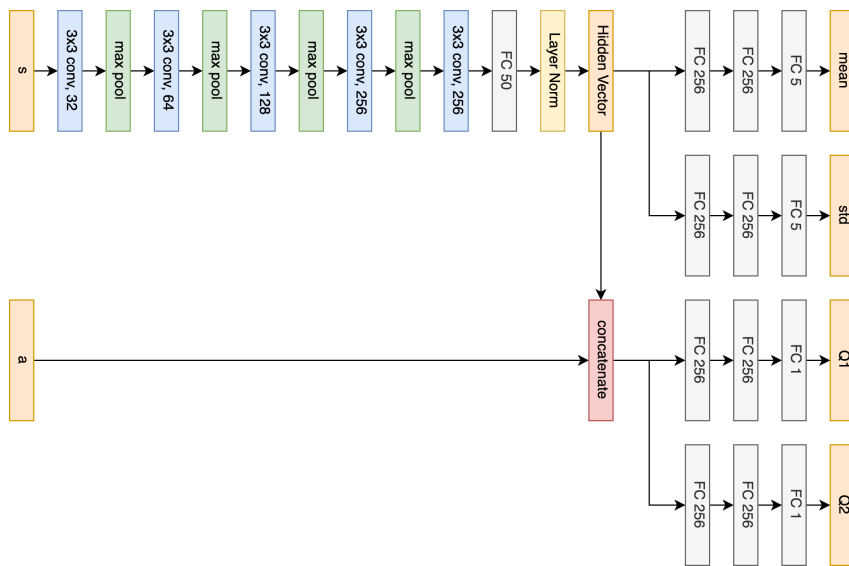 s
3x3 conv, 32
max pool
3x3 conv, 64
max pool
3x3 conv, 128
max pool
3x3 conv, 256
max pool
3x3 conv, 256
FC 50
Layer Norm
Hidden Vector
FC 256
FC 256
FC 5
mean
FC 256
FC 256
FC 5
std
a
concatenate
FC 256
FC 256
FC 1
Q1
FC 256
FC 256
FC 1
Q2